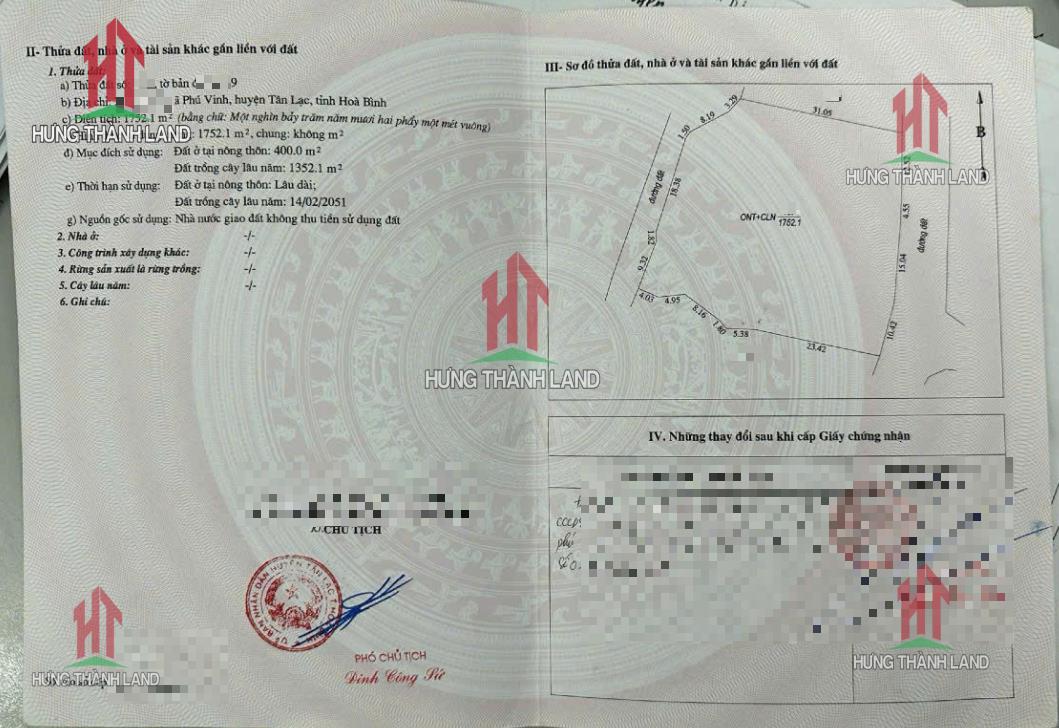 II- Thửa đất, nhà ở và tài sản khác gắn liền với đất
1. Thửa đất:
a) Thửa đất số: tờ bản 9
b) Địa chỉ: xã Phú Vinh, huyện Tân Lạc, tỉnh Hoà Bình
c) Diện tích: 1752.1 m² (bằng chữ: Một nghìn bảy trăm năm mươi hai phẩy một mét vuông)
1752.1 m², chung: không m²
đ) Mục đích sử dụng: Đất ở tại nông thôn: 400.0 m²
Đất trồng cây lâu năm: 1352.1 m²
e) Thời hạn sử dụng: Đất ở tại nông thôn: Lâu dài;
Đất trồng cây lâu năm: 14/02/2051
g) Nguồn gốc sử dụng: Nhà nước giao đất không thu tiền sử dụng đất
2. Nhà ở: -/-
3. Công trình xây dựng khác: -/-
4. Rừng sản xuất là rừng trồng: -/-
5. Cây lâu năm: -/-
6. Ghi chú:
CHỦ TỊCH
PHÓ CHỦ TỊCH
Đinh Công Sứ
III- Sơ đồ thửa đất, nhà ở và tài sản khác gắn liền với đất
3.29
8.19
1.50
31.05
B
đường đất
18.38
ONT+CLN 1752.1
4.55
đường đất
1.82
9.32
15.04
4.03
4.95
8.16
1.80
5.38
23.42
10.42
IV. Những thay đổi sau khi cấp Giấy chứng nhận
HƯNG THÀNH LAND
HƯNG THÀNH LAND
HƯNG THÀNH LAND
HƯNG THÀNH LAND
HƯNG THÀNH LAND